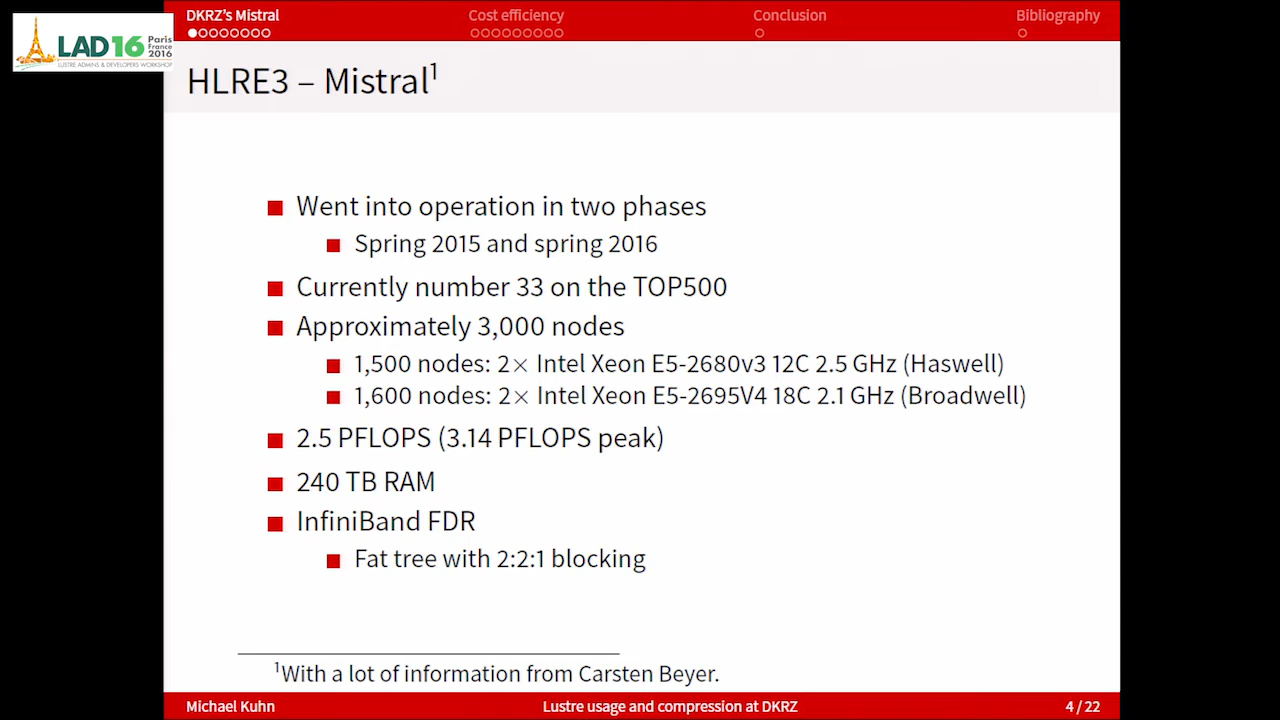 DKRZ's Mistral
Cost efficiency
Conclusion
Bibliography
LAD16 Paris France 2016
LUSTRE ADMINS & DEVELOPERS WORKSHOP
HLRE3 – Mistral¹
Went into operation in two phases
Spring 2015 and spring 2016
Currently number 33 on the TOP500
Approximately 3,000 nodes
1,500 nodes: 2× Intel Xeon E5-2680v3 12C 2.5 GHz (Haswell)
1,600 nodes: 2× Intel Xeon E5-2695V4 18C 2.1 GHz (Broadwell)
2.5 PFLOPS (3.14 PFLOPS peak)
240 TB RAM
InfiniBand FDR
Fat tree with 2:2:1 blocking
¹With a lot of information from Carsten Beyer.
Michael Kuhn
Lustre usage and compression at DKRZ
4 / 22